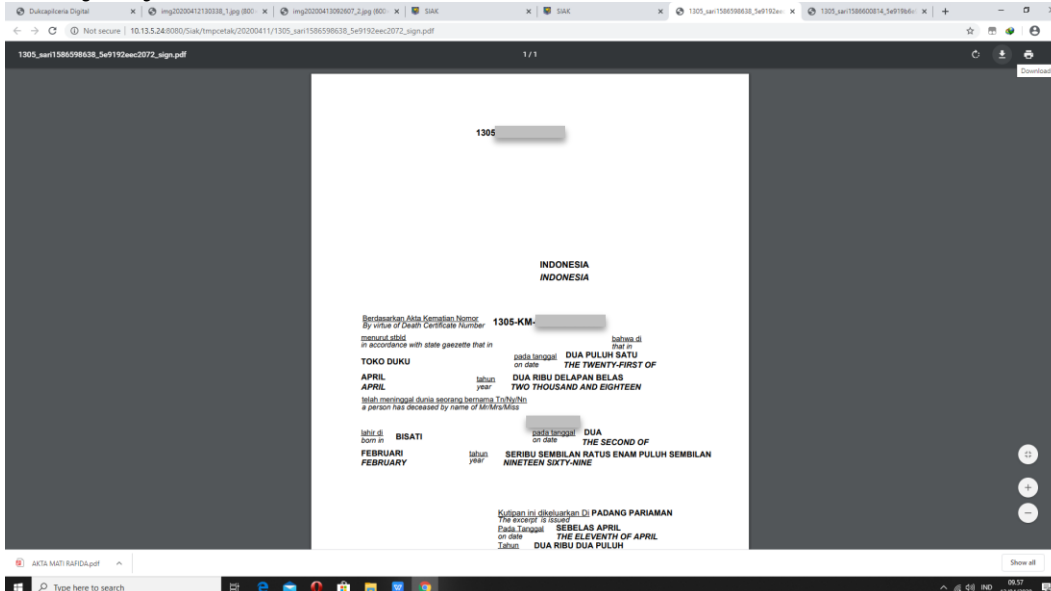 Dukcapilceria Digital
img20200412130338_1.jpg (800
img20200413092607_2.jpg (600
SIAK
SIAK
1305_sari1586598638_5e9192ee
1305_sari1586600814_5e919b6
Not secure | 10.13.5.24:8080/Siak/tmpcetak/20200411/1305_sari1586598638_5e9192eec2072_sign.pdf
1305_sari1586598638_5e9192eec2072_sign.pdf
1/1
Download
1305
INDONESIA
INDONESIA
Berdasarkan Akta Kematian Nomor
By virtue of Death Certificate Number
1305-KM-
menurut stbld bahwa di
in accordance with state gaezette that in that in
TOKO DUKU pada tanggal DUA PULUH SATU
on date THE TWENTY-FIRST OF
APRIL tahun DUA RIBU DELAPAN BELAS
APRIL year TWO THOUSAND AND EIGHTEEN
telah meninggal dunia seorang bernama Tn/Ny/Nn
a person has deceased by name of Mr/Mrs/Miss
lahir di BISATI pada tanggal DUA
born in on date THE SECOND OF
FEBRUARI tahun SERIBU SEMBILAN RATUS ENAM PULUH SEMBILAN
FEBRUARY year NINETEEN SIXTY-NINE
Kutipan ini dikeluarkan Di PADANG PARIAMAN
The excerpt is issued
Pada Tanggal SEBELAS APRIL
on date THE ELEVENTH OF APRIL
Tahun DUA RIBU DUA PULUH
AKTA MATI RAFIDA.pdf
Show all
Type here to search
IND
09.57